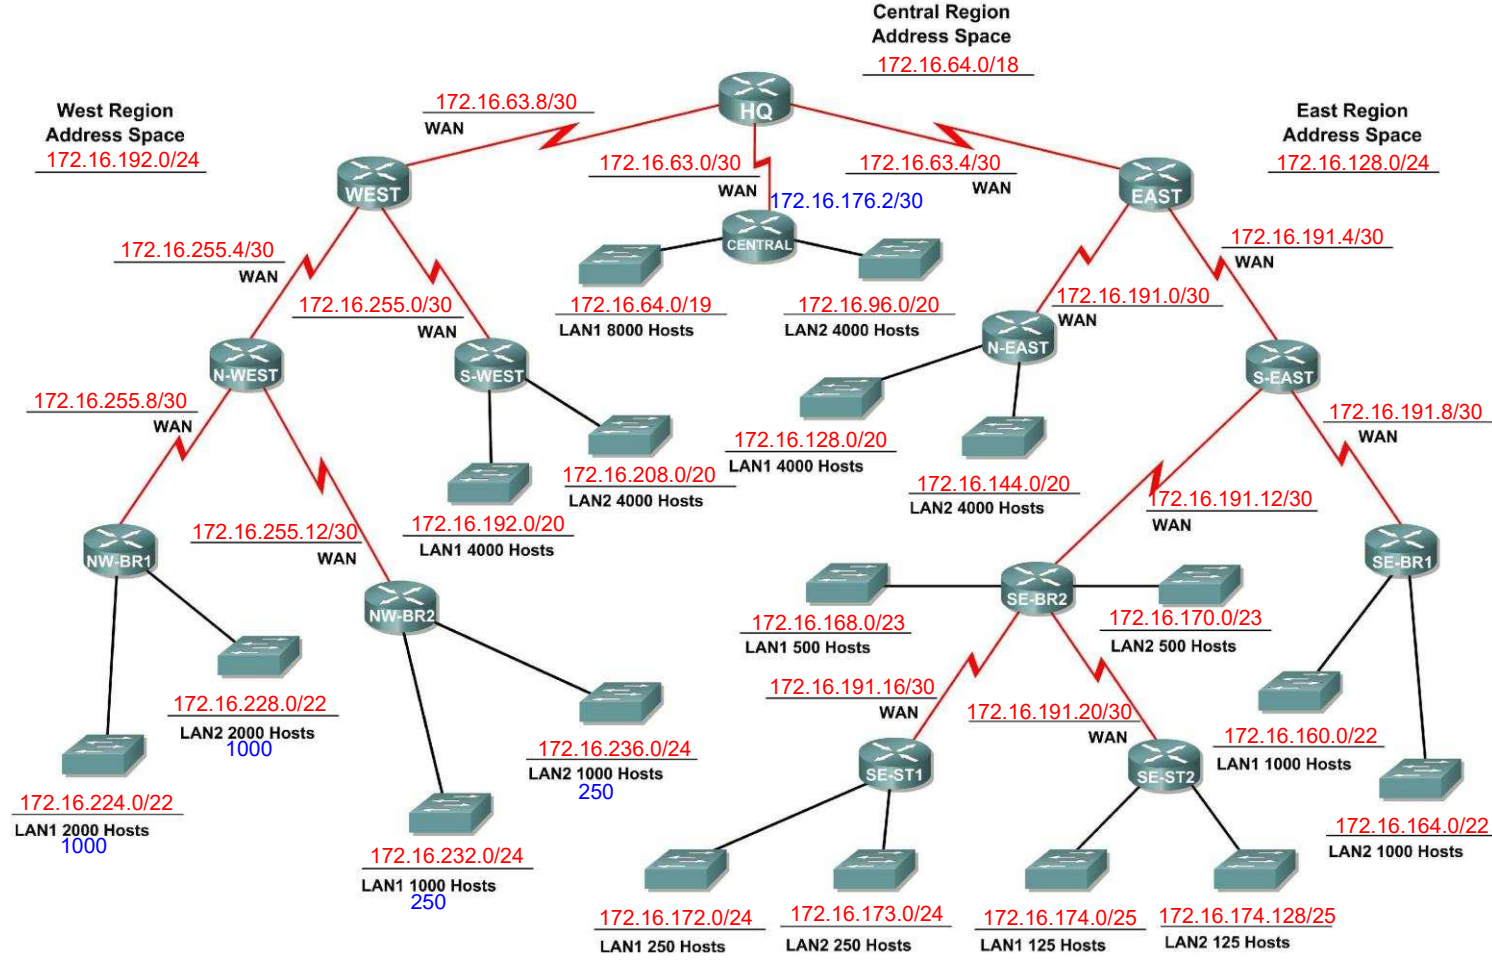 Central Region
Address Space
172.16.64.0/18
West Region
Address Space
172.16.192.0/24
East Region
Address Space
172.16.128.0/24
172.16.63.8/30
WAN
HQ
172.16.63.0/30
WAN
172.16.63.4/30
WAN
WEST
172.16.176.2/30
CENTRAL
EAST
172.16.255.4/30
WAN
172.16.255.0/30
WAN
172.16.64.0/19
LAN1 8000 Hosts
172.16.96.0/20
LAN2 4000 Hosts
172.16.191.0/30
WAN
172.16.191.4/30
WAN
N-WEST
S-WEST
N-EAST
S-EAST
172.16.255.8/30
WAN
172.16.208.0/20
LAN2 4000 Hosts
172.16.128.0/20
LAN1 4000 Hosts
172.16.144.0/20
LAN2 4000 Hosts
172.16.191.8/30
WAN
172.16.255.12/30
WAN
172.16.192.0/20
LAN1 4000 Hosts
172.16.191.12/30
WAN
NW-BR1
NW-BR2
SE-BR2
SE-BR1
172.16.168.0/23
LAN1 500 Hosts
172.16.170.0/23
LAN2 500 Hosts
172.16.228.0/22
LAN2 2000 Hosts
1000
172.16.236.0/24
LAN2 1000 Hosts
250
172.16.191.16/30
WAN
172.16.191.20/30
WAN
172.16.160.0/22
LAN1 1000 Hosts
SE-ST1
SE-ST2
172.16.224.0/22
LAN1 2000 Hosts
1000
172.16.232.0/24
LAN1 1000 Hosts
250
172.16.164.0/22
LAN2 1000 Hosts
172.16.172.0/24
LAN1 250 Hosts
172.16.173.0/24
LAN2 250 Hosts
172.16.174.0/25
LAN1 125 Hosts
172.16.174.128/25
LAN2 125 Hosts